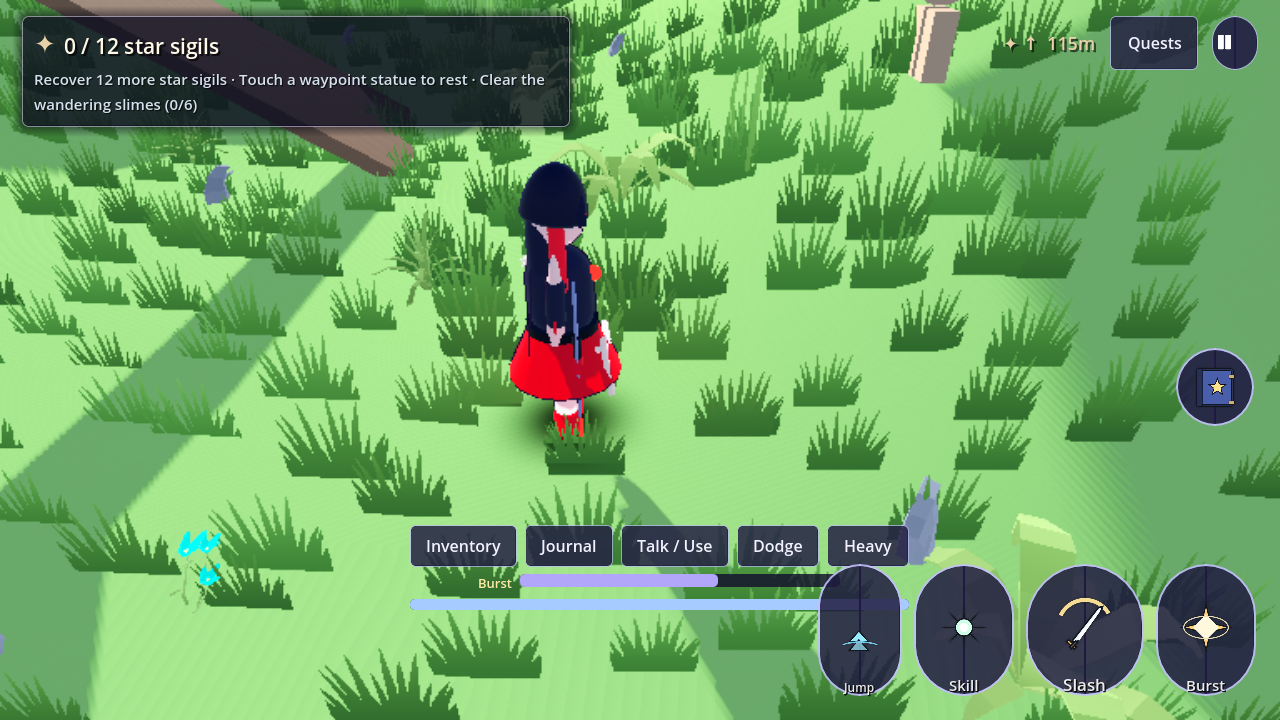 0 / 12 star sigils
Recover 12 more star sigils · Touch a waypoint statue to rest · Clear the
wandering slimes (0/6)
115m
Quests
Inventory
Journal
Talk / Use
Dodge
Heavy
Burst
Jump
Skill
Slash
Burst